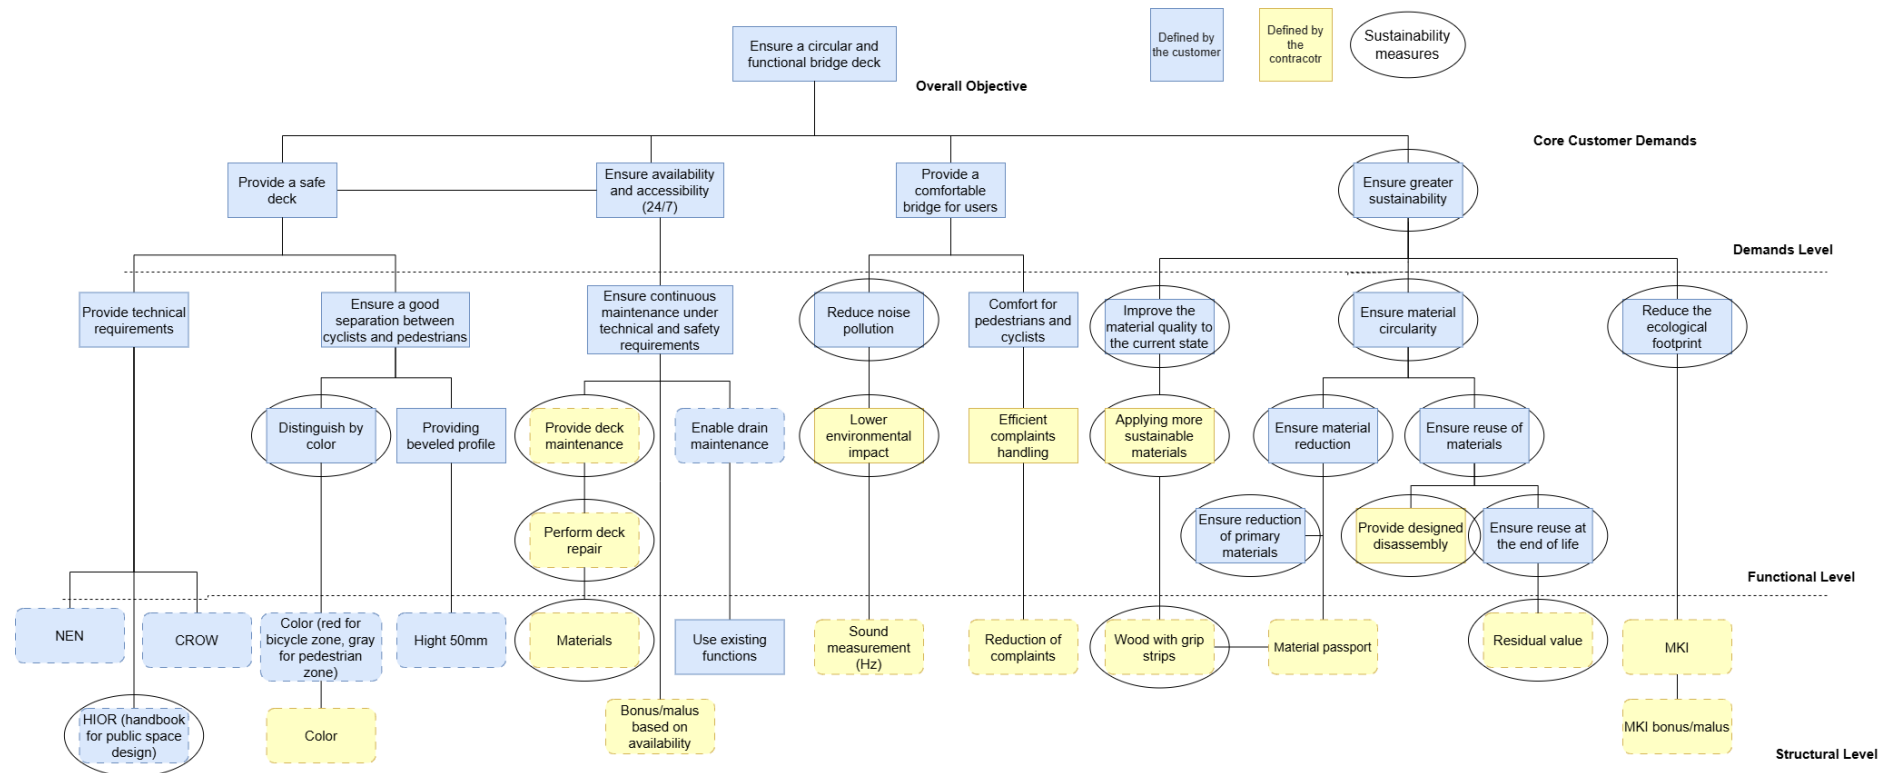 Ensure a circular and
functional bridge deck
Defined by
the customer
Defined by
the
contracotr
Sustainability
measures
Overall Objective
Core Customer Demands
Provide a safe
deck
Ensure availability
and accessibility
(24/7)
Provide a
comfortable
bridge for users
Ensure greater
sustainability
Demands Level
Provide technical
requirements
Ensure a good
separation between
cyclists and pedestrians
Ensure continuous
maintenance under
technical and safety
requirements
Reduce noise
pollution
Comfort for
pedestrians and
cyclists
Improve the
material quality to
the current state
Ensure material
circularity
Reduce the
ecological
footprint
Distinguish by
color
Providing
beveled profile
Provide deck
maintenance
Enable drain
maintenance
Lower
environmental
impact
Efficient
complaints
handling
Applying more
sustainable
materials
Ensure material
reduction
Ensure reuse of
materials
Perform deck
repair
Ensure reduction
of primary
materials
Provide designed
disassembly
Ensure reuse at
the end of life
Functional Level
NEN
CROW
Color (red for
bicycle zone, gray
for pedestrian
zone)
Hight 50mm
Materials
Use existing
functions
Sound
measurement
(Hz)
Reduction of
complaints
Wood with grip
strips
Material passport
Residual value
MKI
HIOR (handbook
for public space
design)
Color
Bonus/malus
based on
availability
MKI bonus/malus
Structural Level